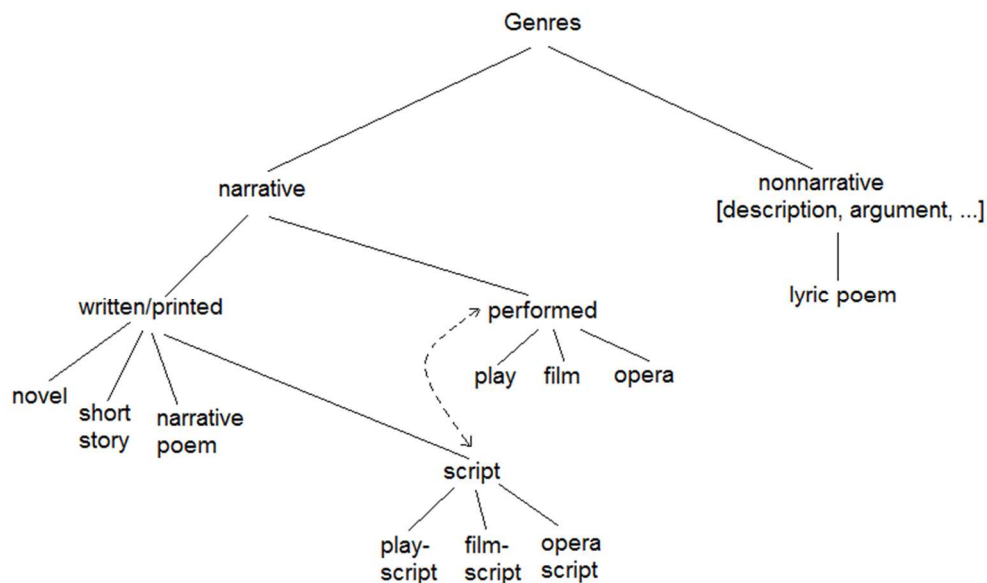 Genres
narrative
nonnarrative
[description, argument, ...]
written/printed
performed
lyric poem
novel
short
story
narrative
poem
play
film
opera
script
play-
script
film-
script
opera
script